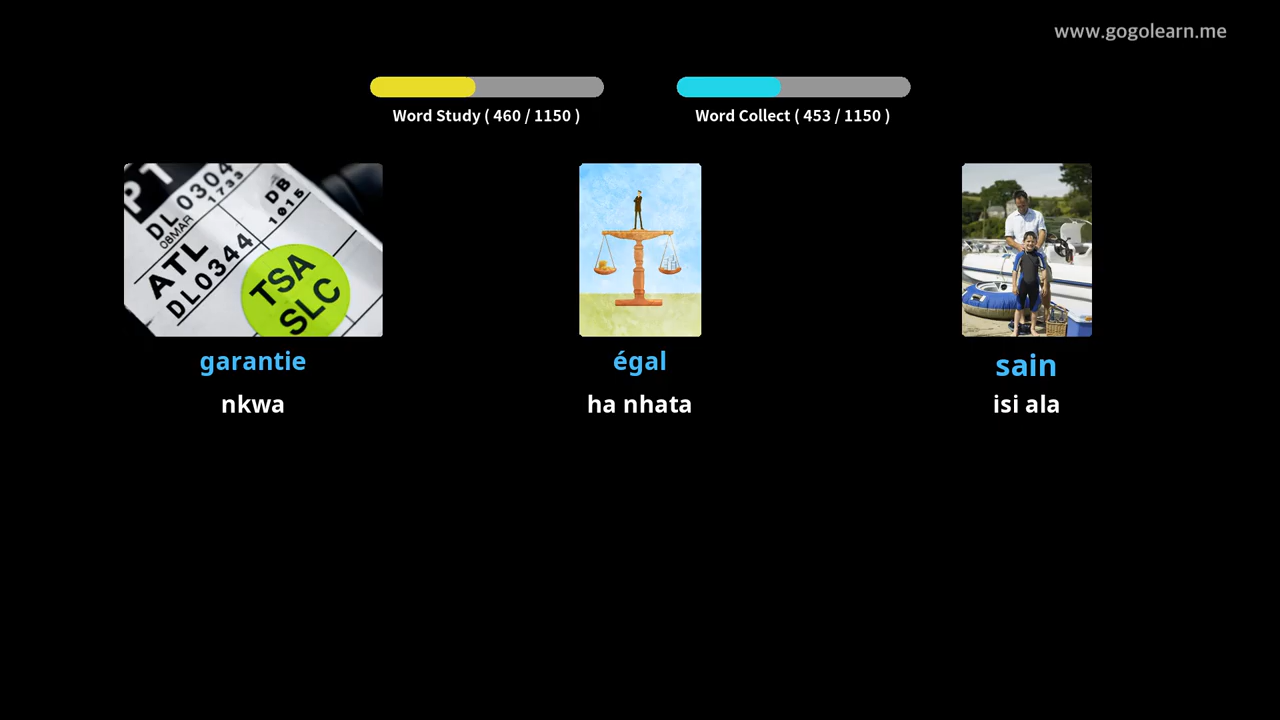 www.gogolearn.me
Word Study ( 460 / 1150 )
Word Collect ( 453 / 1150 )
PT
DL 0304
1733
08MAR
DB
1015
ATL
DL0344
TSA
SLC
garantie
égal
sain
nkwa
ha nhata
isi ala